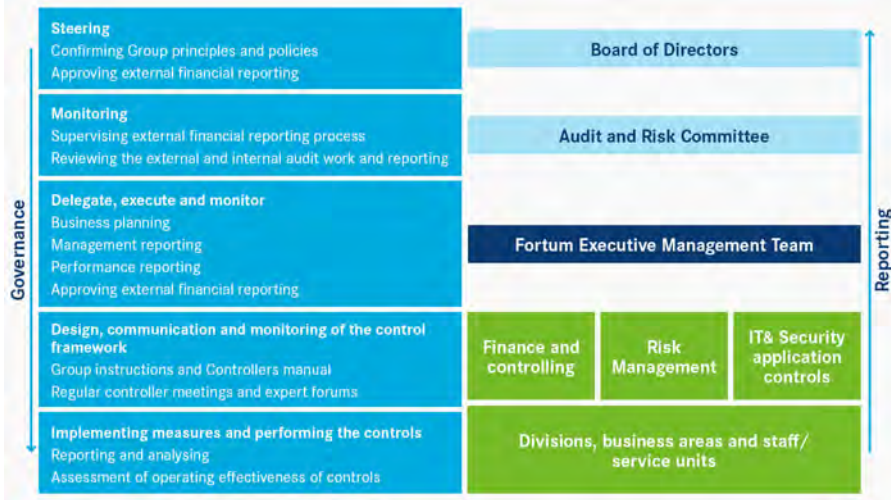 Governance
Steering
Confirming Group principles and policies
Approving external financial reporting
Board of Directors
Monitoring
Supervising external financial reporting process
Reviewing the external and internal audit work and reporting
Audit and Risk Committee
Delegate, execute and monitor
Business planning
Management reporting
Performance reporting
Approving external financial reporting
Fortum Executive Management Team
Design, communication and monitoring of the control
framework
Group instructions and Controllers manual
Regular controller meetings and expert forums
Finance and
controlling
Risk
Management
IT& Security
application
controls
Implementing measures and performing the controls
Reporting and analysing
Assessment of operating effectiveness of controls
Divisions, business areas and staff/
service units
Reporting